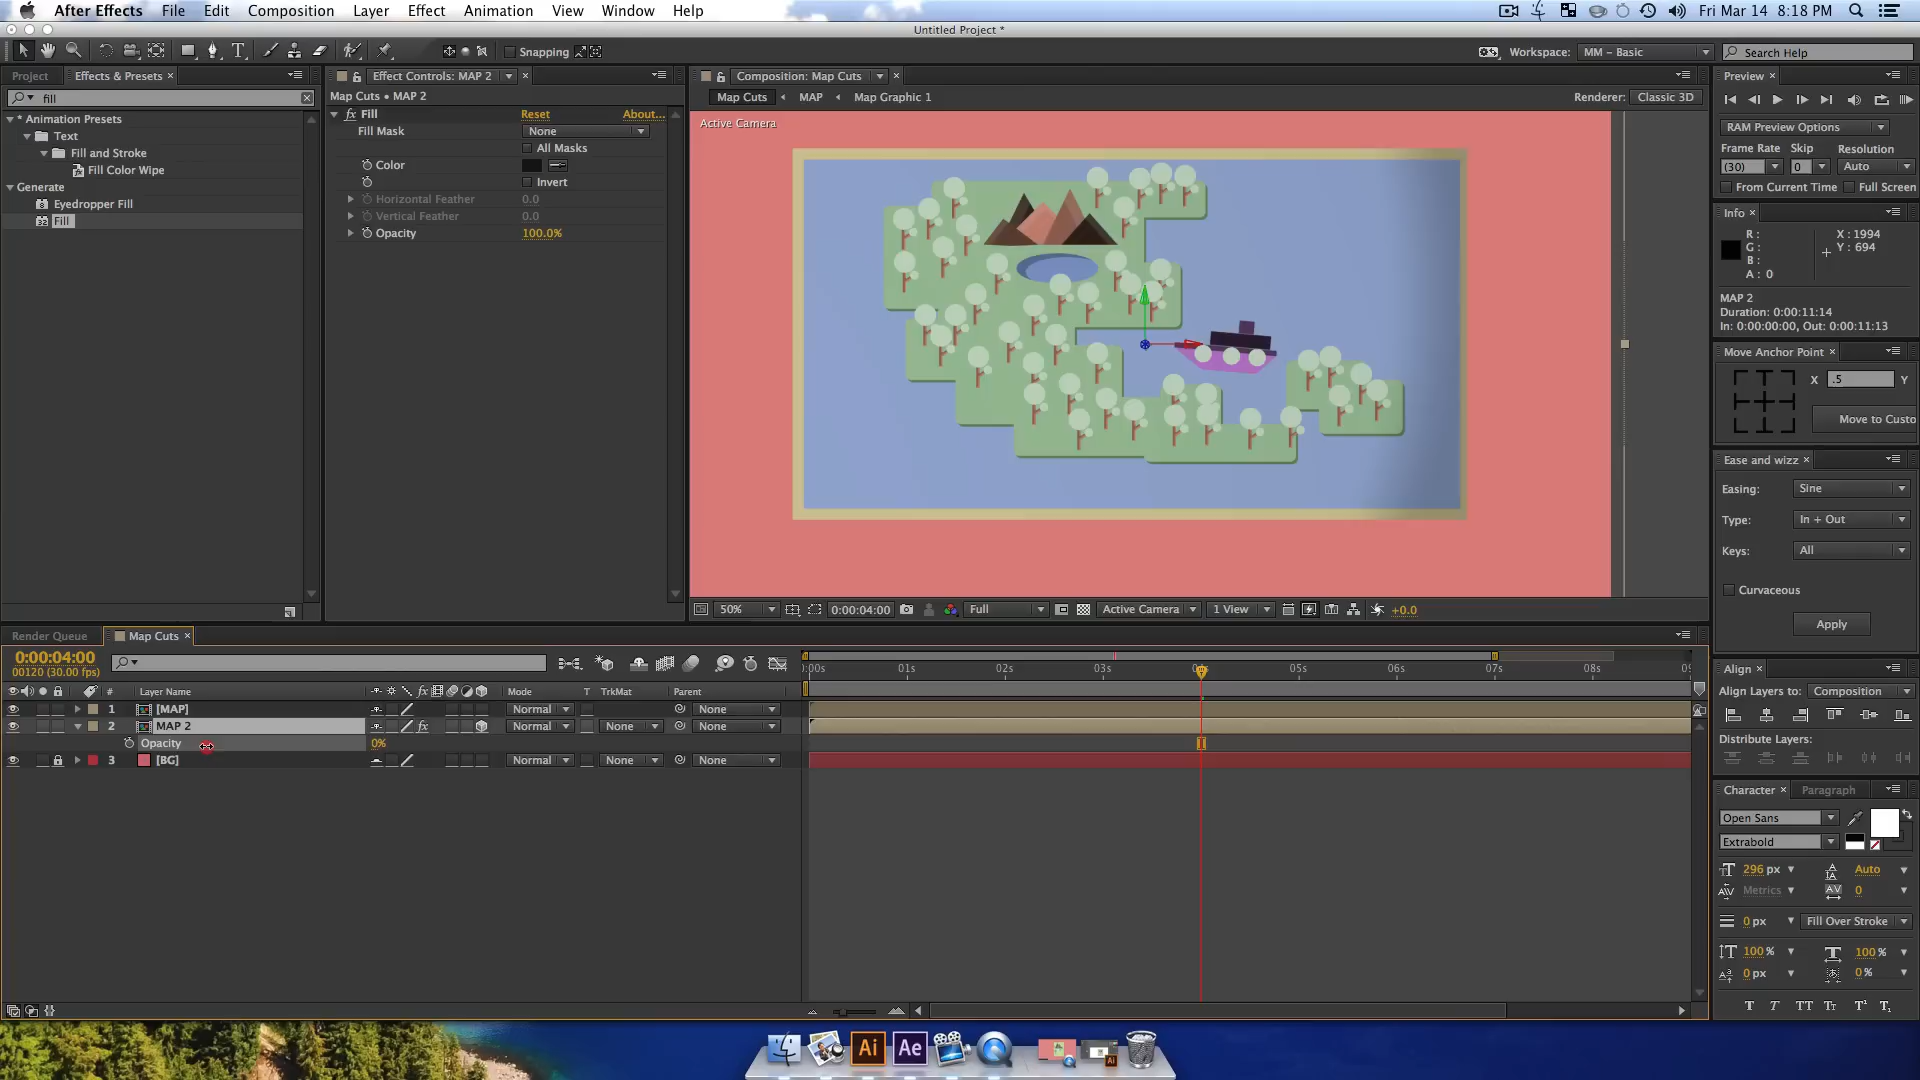 After Effects File Edit Composition Layer Effect Animation View Window Help Fri Mar 14 8:18 PM
Untitled Project *
Snapping Workspace: MM – Basic Search Help
Project Effects & Presets × Effect Controls: MAP 2 × Composition: Map Cuts × Preview ×
fill
Map Cuts • MAP 2
Map Cuts MAP Map Graphic 1 Renderer: Classic 3D
* Animation Presets
Text
Fill and Stroke
Fill Color Wipe
Generate
Eyedropper Fill
Fill
fx Fill Reset About...
Fill Mask None
All Masks
Color
Invert
Horizontal Feather 0.0
Vertical Feather 0.0
Opacity 100.0%
Active Camera
50% 0:00:04:00 Full Active Camera 1 View +0.0
RAM Preview Options
Frame Rate Skip Resolution
(30) 0 Auto
From Current Time Full Screen
Info ×
R : X : 1994
G : Y : 694
B :
A : 0
MAP 2
Duration: 0:00:11:14
In: 0:00:00:00, Out: 0:00:11:13
Move Anchor Point ×
X .5 Y
Move to Custo
Ease and wizz ×
Easing: Sine
Type: In + Out
Keys: All
Curvaceous
Apply
Render Queue Map Cuts ×
0:00:04:00
00120 (30.00 fps)
:00s 01s 02s 03s 05s 06s 07s 08s
# Layer Name fx Mode T TrkMat Parent
1 [MAP] Normal None
2 MAP 2 fx Normal None None
Opacity 0%
3 [BG] Normal None None
Align ×
Align Layers to: Composition
Distribute Layers:
Character × Paragraph
Open Sans
Extrabold
296 px Auto
Metrics 0
0 px Fill Over Stroke
100 % 100 %
0 px 0 %
T T TT Tt T¹ T₁
Ai Ae